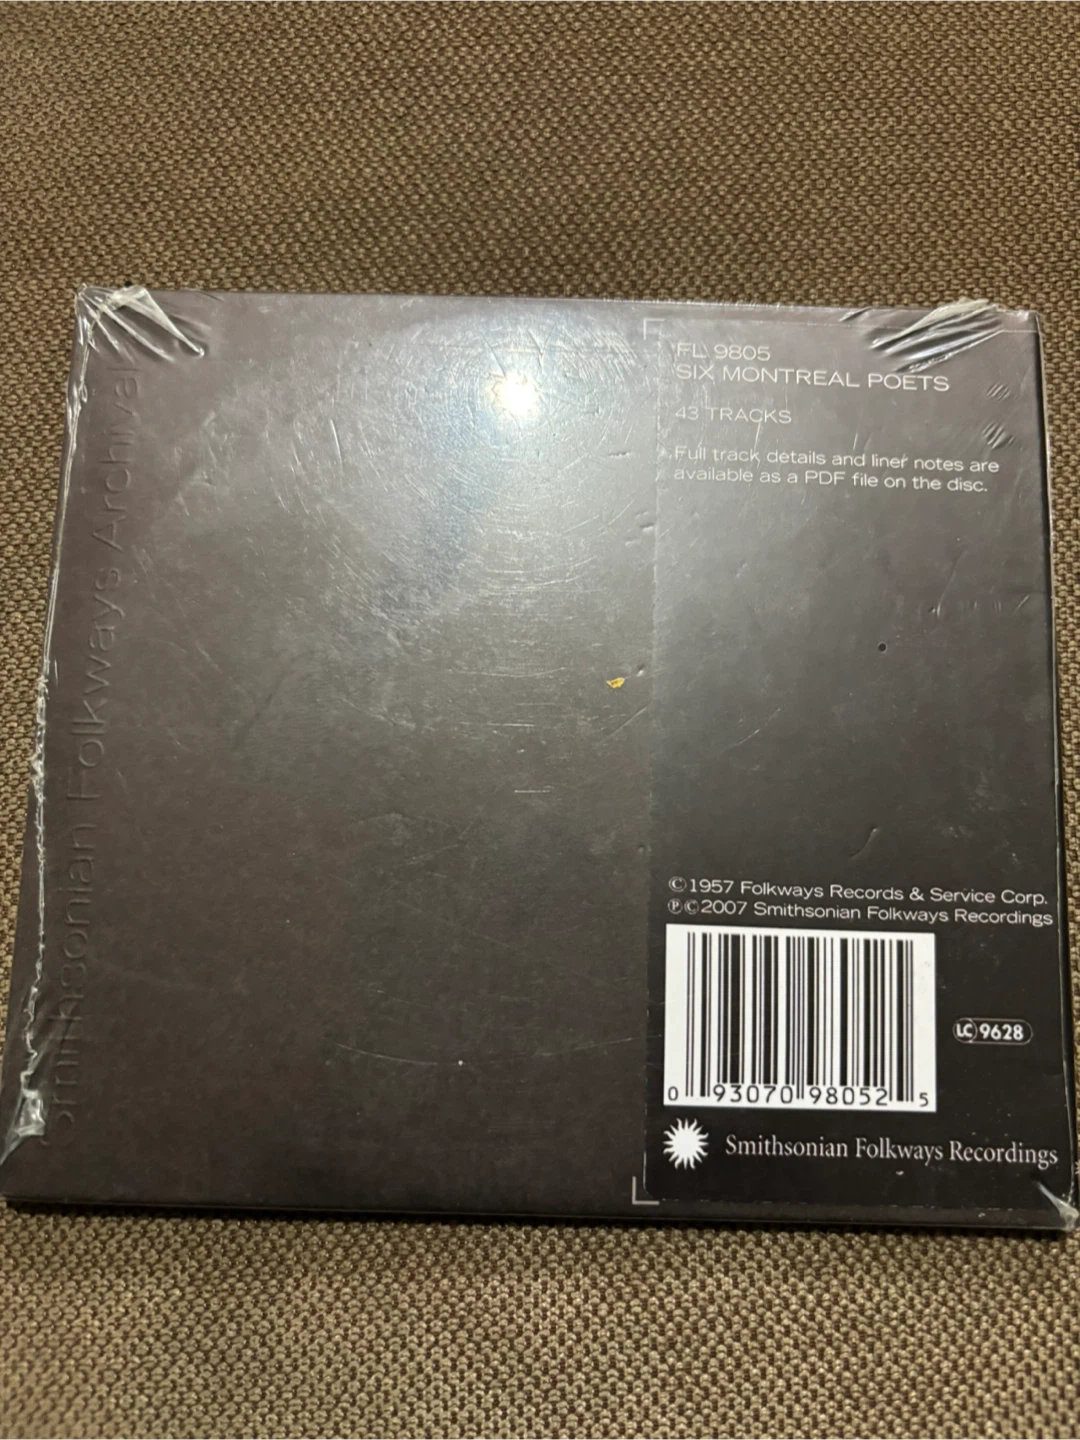 Smithsonian Folkways Archival
FL 9805
SIX MONTREAL POETS
43 TRACKS
Full track details and liner notes are
available as a PDF file on the disc.
©1957 Folkways Records & Service Corp.
℗©2007 Smithsonian Folkways Recordings
0 93070 98052 5
LC 9628
Smithsonian Folkways Recordings